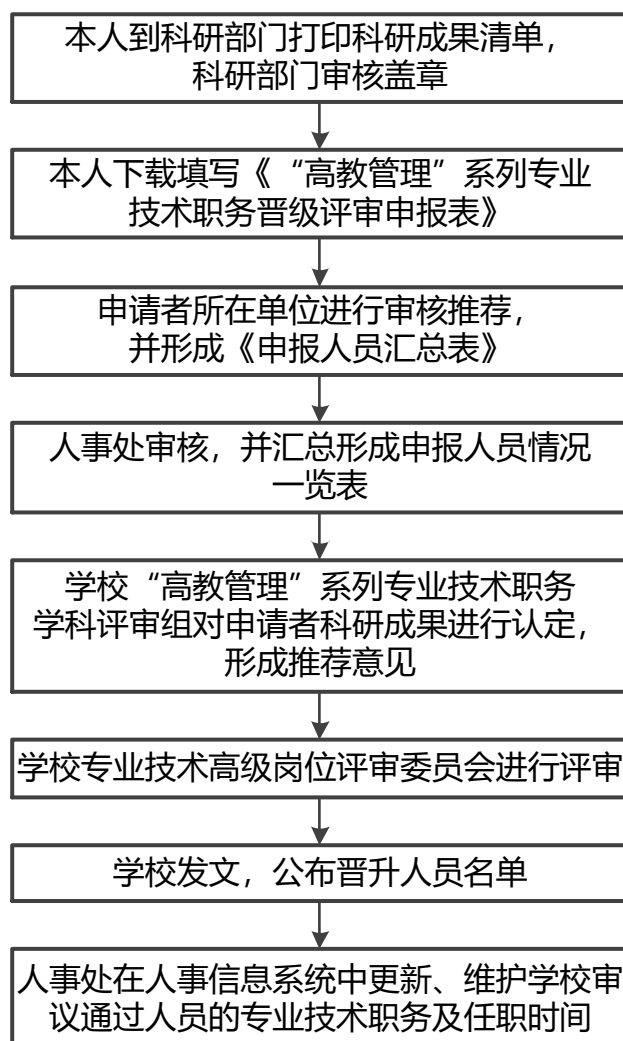 本人到科研部门打印科研成果清单，
科研部门审核盖章
本人下载填写《 “高教管理”系列专业
技术职务晋级评审申报表》
申请者所在单位进行审核推荐，
并形成《申报人员汇总表》
人事处审核，并汇总形成申报人员情况
一览表
学校“高教管理”系列专业技术职务
学科评审组对申请者科研成果进行认定，
形成推荐意见
学校专业技术高级岗位评审委员会进行评审
学校发文，公布晋升人员名单
人事处在人事信息系统中更新、维护学校审
议通过人员的专业技术职务及任职时间